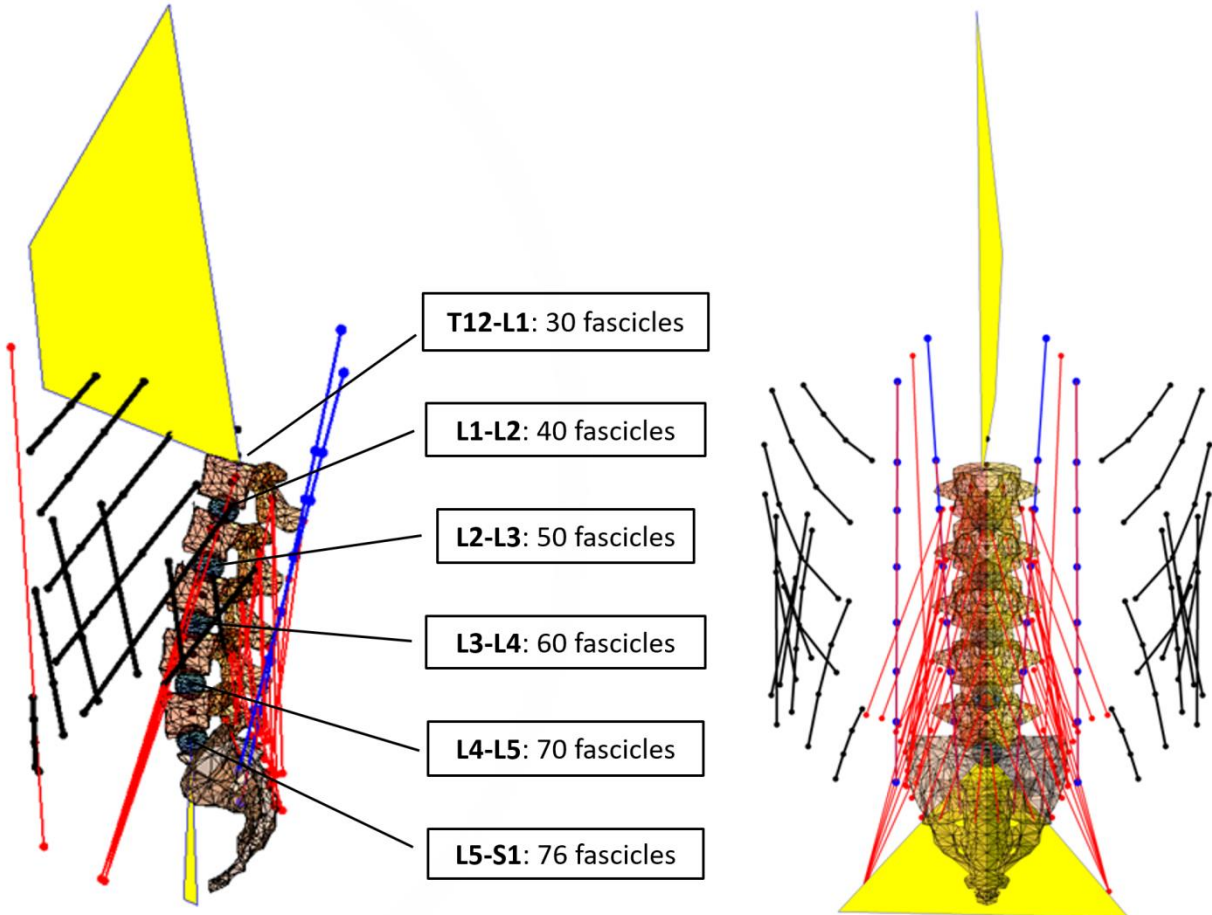 T12-L1: 30 fascicles
L1-L2: 40 fascicles
L2-L3: 50 fascicles
L3-L4: 60 fascicles
L4-L5: 70 fascicles
L5-S1: 76 fascicles